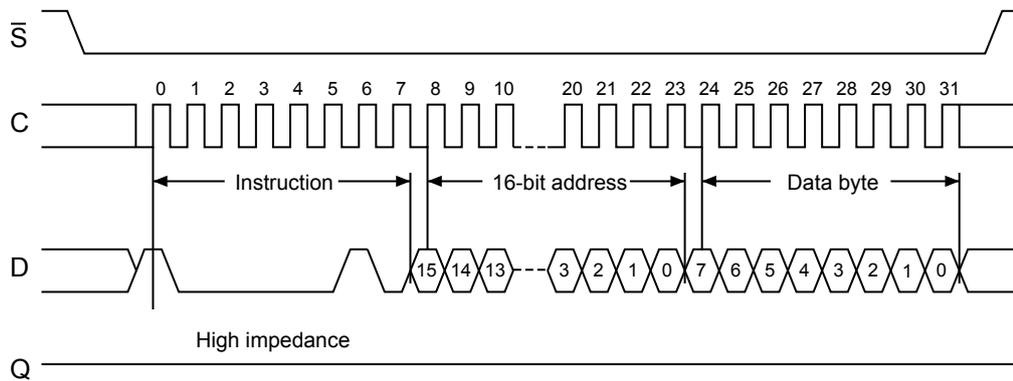 S̅
0 1 2 3 4 5 6 7 8 9 10 20 21 22 23 24 25 26 27 28 29 30 31
C
Instruction 16-bit address Data byte
D 15 14 13 3 2 1 0 7 6 5 4 3 2 1 0
High impedance
Q